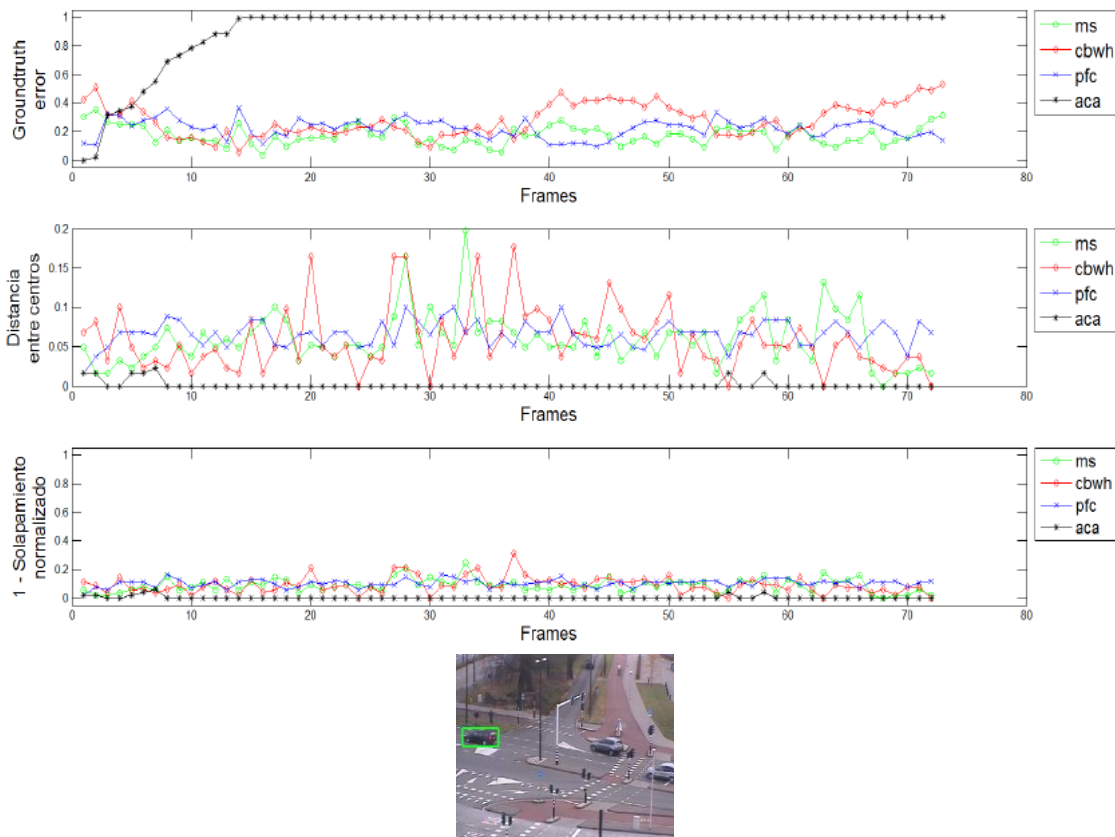 Groundtruth
error
1
0.8
0.6
0.4
0.2
0
0 10 20 30 40 50 60 70 80
Frames
ms
cbwh
pfc
aca
Distancia
entre centros
0.2
0.15
0.1
0.05
0
0 10 20 30 40 50 60 70 80
Frames
ms
cbwh
pfc
aca
1 - Solapamiento
normalizado
1
0.8
0.6
0.4
0.2
0
0 10 20 30 40 50 60 70 80
Frames
ms
cbwh
pfc
aca